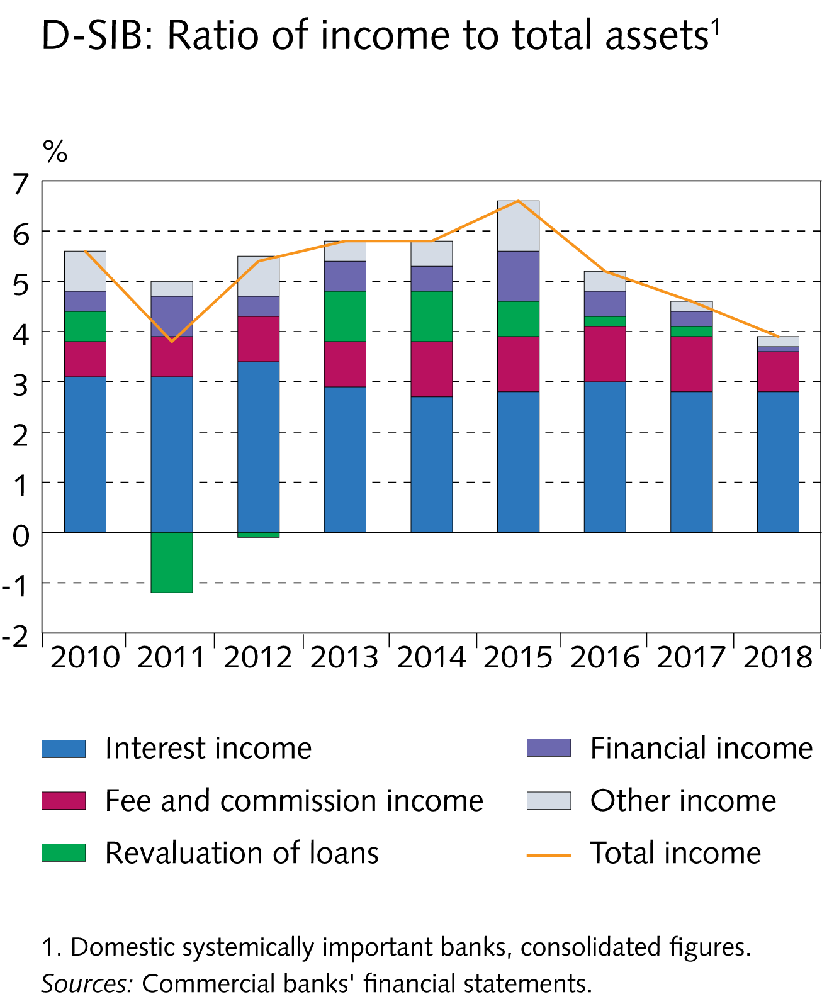 D-SIB: Ratio of income to total assets¹
%
7
6
5
4
3
2
1
0
-1
-2
2010 2011 2012 2013 2014 2015 2016 2017 2018
Interest income
Financial income
Fee and commission income
Other income
Revaluation of loans
Total income
1. Domestic systemically important banks, consolidated figures.
Sources: Commercial banks' financial statements.